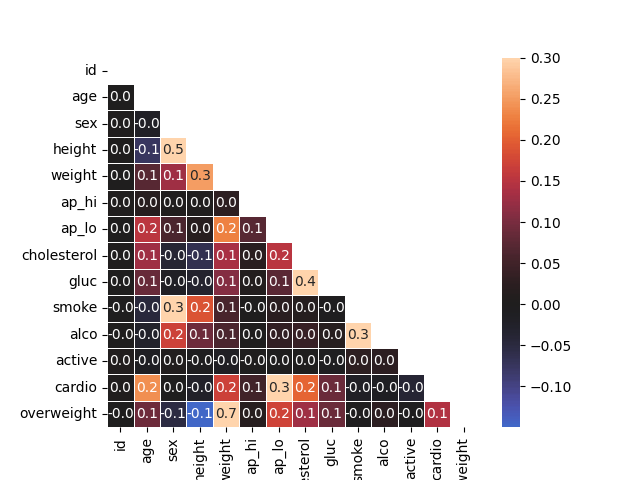 id
age 0.0
sex 0.0 -0.0
height 0.0 -0.1 0.5
weight 0.0 0.1 0.1 0.3
ap_hi 0.0 0.0 0.0 0.0 0.0
ap_lo 0.0 0.2 0.1 0.0 0.2 0.1
cholesterol 0.0 0.1 -0.0 -0.1 0.1 0.0 0.2
gluc 0.0 0.1 -0.0 -0.0 0.1 0.0 0.1 0.4
smoke -0.0 -0.0 0.3 0.2 0.1 -0.0 0.0 0.0 -0.0
alco 0.0 -0.0 0.2 0.1 0.1 0.0 0.0 0.0 0.0 0.3
active 0.0 -0.0 0.0 -0.0 -0.0 -0.0 0.0 0.0 -0.0 0.0 0.0
cardio 0.0 0.2 0.0 -0.0 0.2 0.1 0.3 0.2 0.1 -0.0 -0.0 -0.0
overweight -0.0 0.1 -0.1 -0.1 0.7 0.0 0.2 0.1 0.1 -0.0 0.0 -0.0 0.1
id
age
sex
height
weight
ap_hi
ap_lo
esterol
gluc
smoke
alco
active
cardio
weight
0.30
0.25
0.20
0.15
0.10
0.05
0.00
−0.05
−0.10